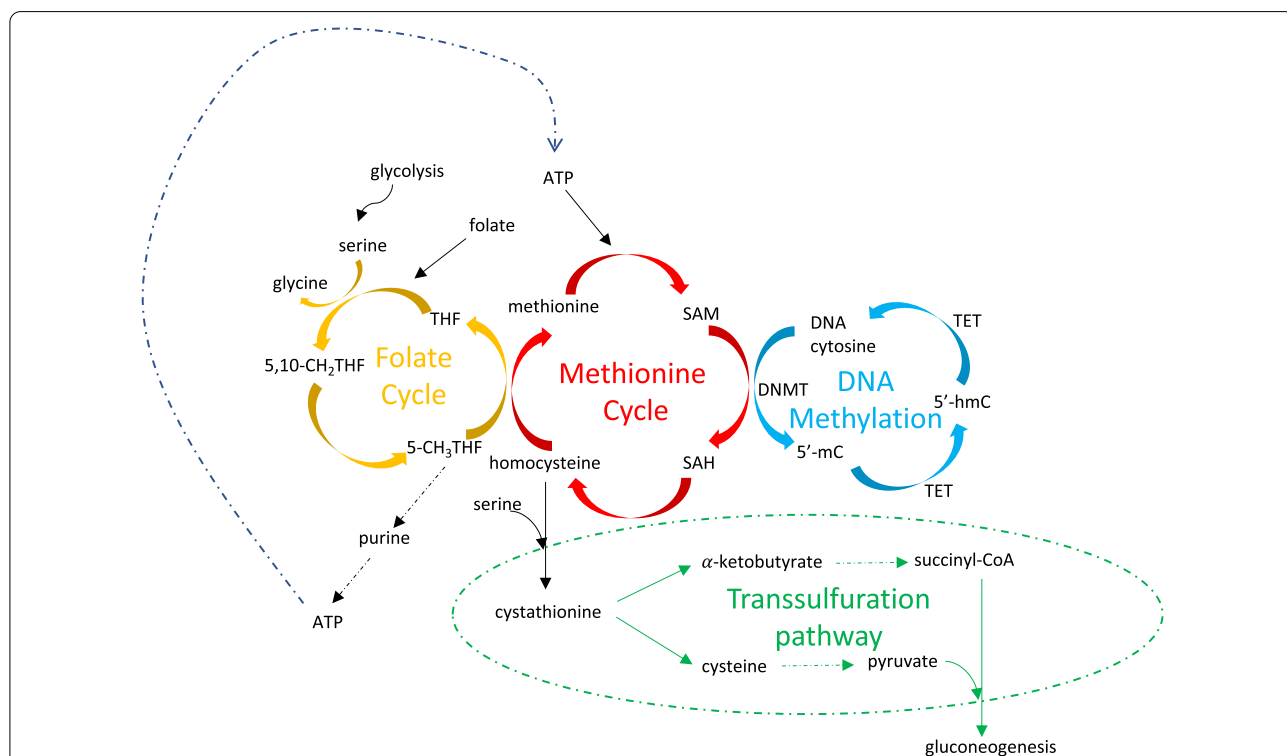 glycolysis
ATP
folate
serine
glycine
methionine
THF
SAM
DNA
cytosine
TET
5,10-CH₂THF
Folate
Cycle
Methionine
Cycle
DNMT
DNA
Methylation
5’-hmC
5-CH₃THF
homocysteine
SAH
5’-mC
TET
serine
purine
α-ketobutyrate
succinyl-CoA
Transsulfuration
pathway
cystathionine
ATP
cysteine
pyruvate
gluconeogenesis